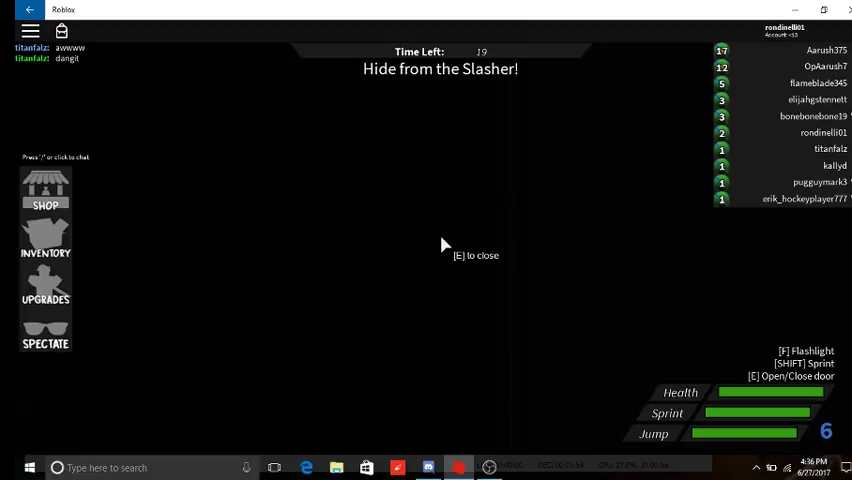 Roblox
rondinelli01
Account: <13
titanfalz: awwww
titanfalz: dangit
Time Left: 19
Hide from the Slasher!
17 Aarush375
12 OpAarush7
5 flameblade345
3 elijahgstennett
3 bonebonebone19
2 rondinelli01
1 titanfalz
1 kallyd
1 pugguymark3
1 erik_hockeyplayer777
Press '/' or click to chat
SHOP
INVENTORY
UPGRADES
SPECTATE
[E] to close
[F] Flashlight
[SHIFT] Sprint
[E] Open/Close door
Health
Sprint
Jump
6
Type here to search
4:36 PM
6/27/2017